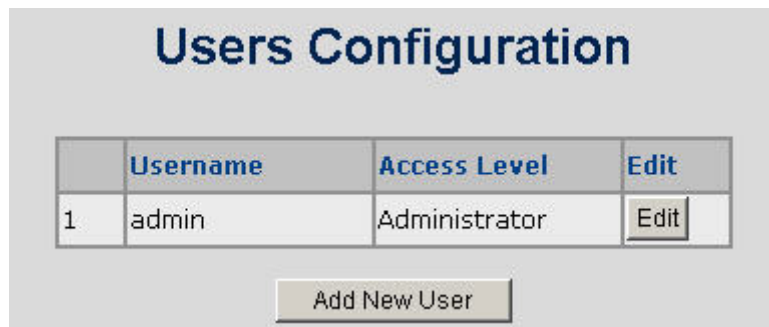 Users Configuration
Username Access Level Edit
1 admin Administrator Edit
Add New User